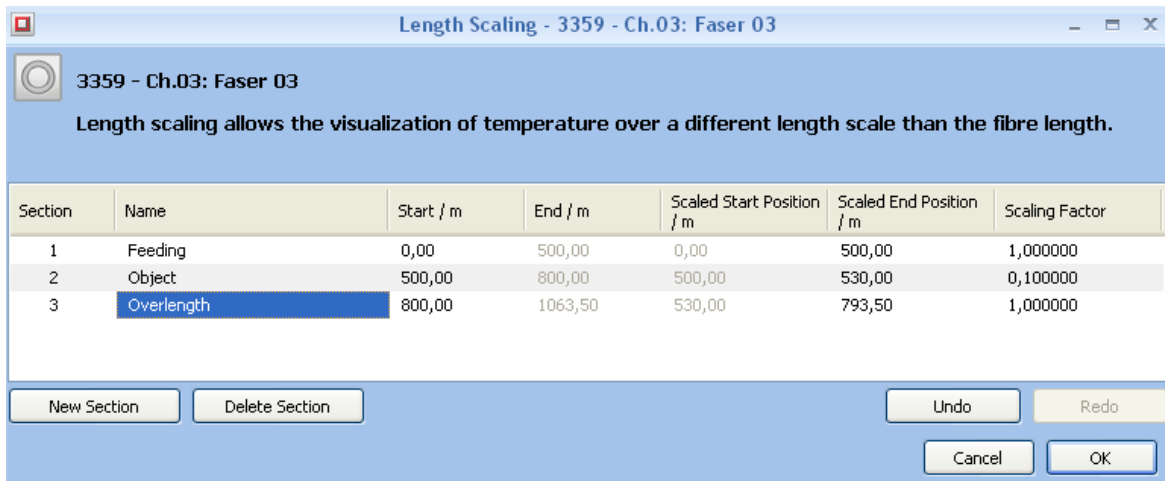 Length Scaling - 3359 - Ch.03: Faser 03
3359 - Ch.03: Faser 03
Length scaling allows the visualization of temperature over a different length scale than the fibre length.
Section Name Start / m End / m Scaled Start Position / m Scaled End Position / m Scaling Factor
1 Feeding 0,00 500,00 0,00 500,00 1,000000
2 Object 500,00 800,00 500,00 530,00 0,100000
3 Overlength 800,00 1063,50 530,00 793,50 1,000000
New Section Delete Section Undo Redo
Cancel OK